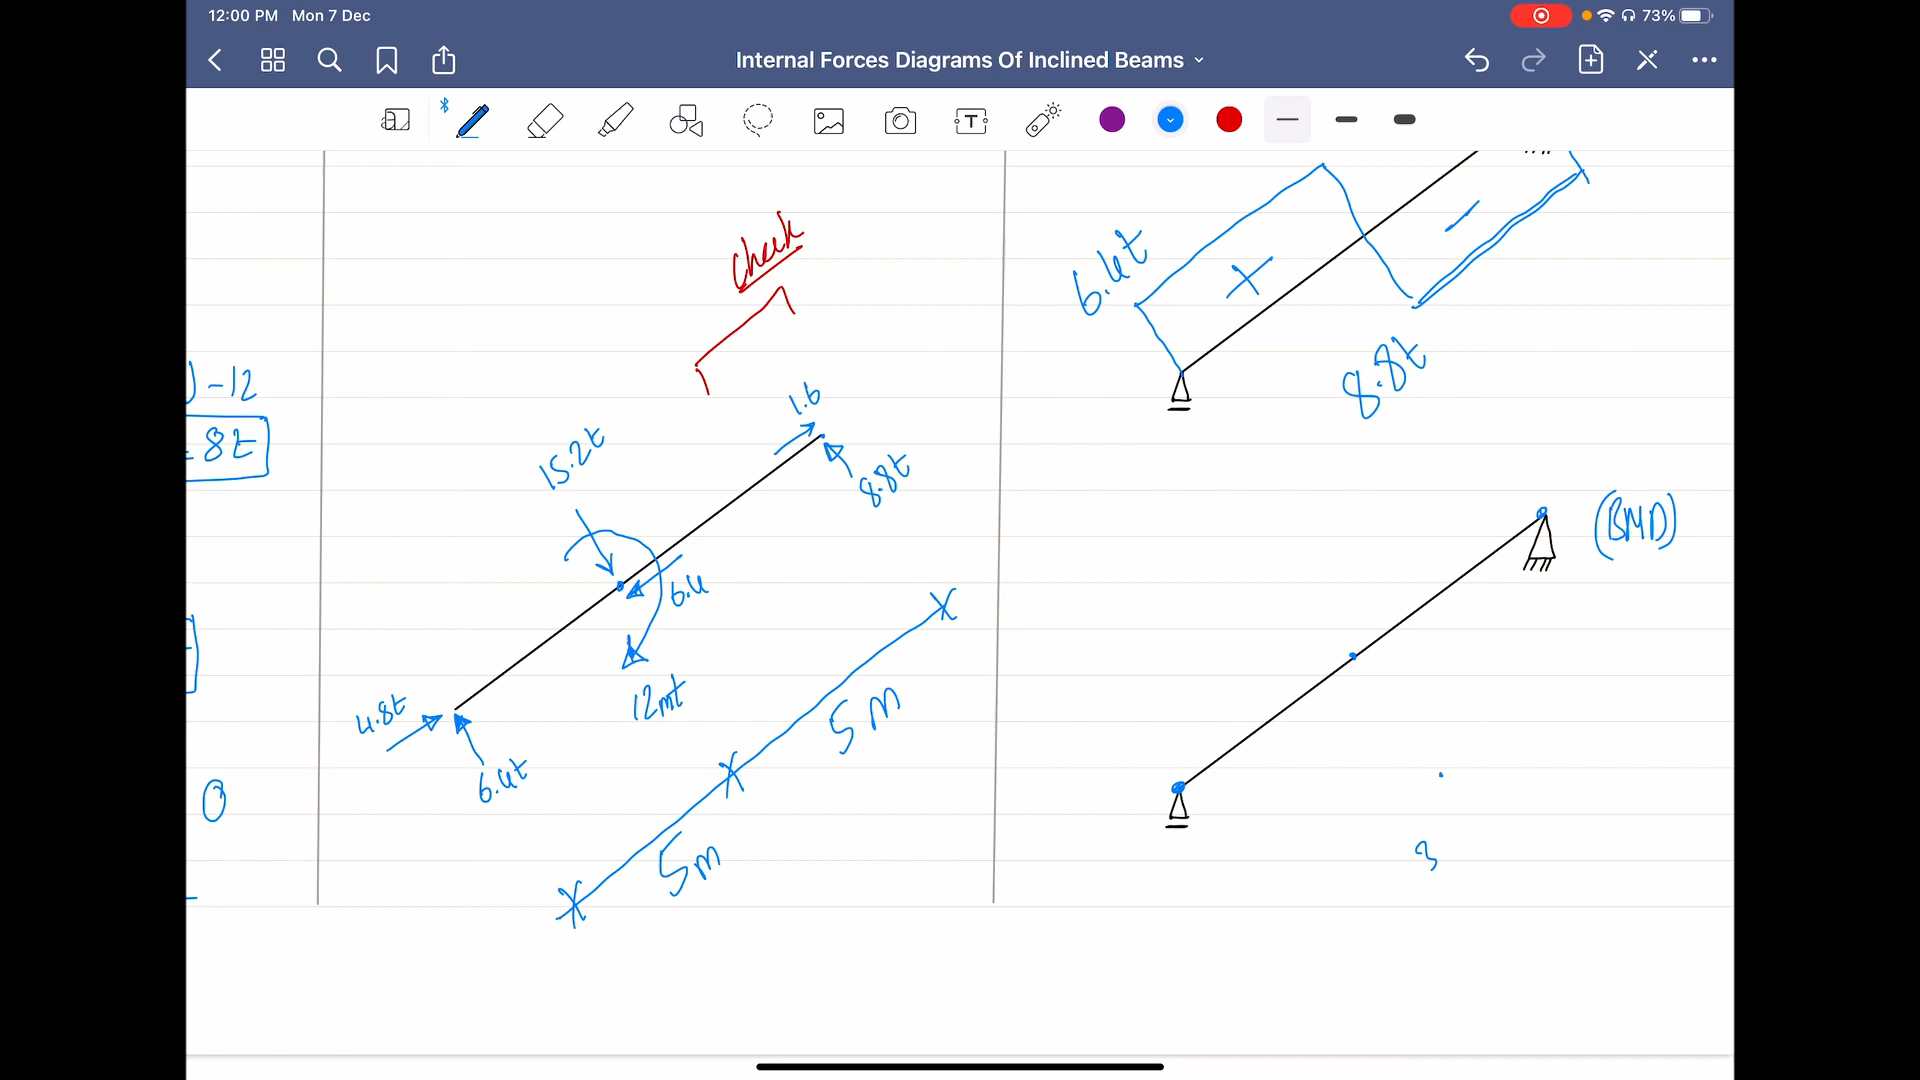 12:00 PM Mon 7 Dec
73%
Internal Forces Diagrams Of Inclined Beams
T
) -12
= 8t
0
check
15.2t
1.6
8.8t
6.4
12mt
4.8t
6.4t
5m
5m
6.4t
+
-
8.8t
(BMD)
3